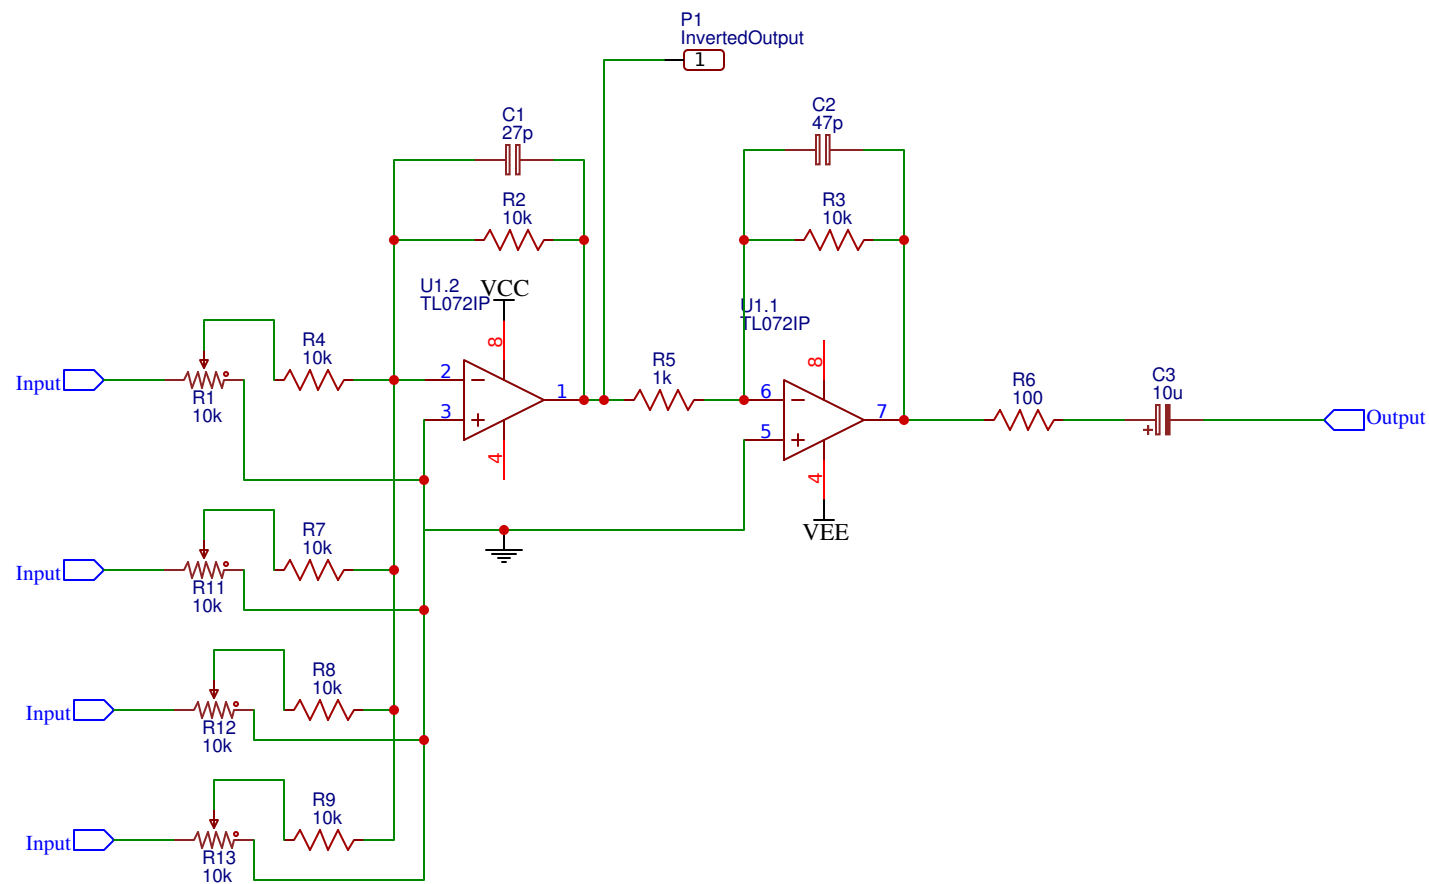 P1
InvertedOutput
1
C1
27p
C2
47p
R2
10k
R3
10k
U1.2
TL072IP
VCC
8
U1.1
TL072IP
8
R4
10k
2
1
3
4
Input
R1
10k
R5
1k
6
7
5
4
VEE
R6
100
C3
10u
+
Output
R7
10k
Input
R11
10k
R8
10k
Input
R12
10k
R9
10k
Input
R13
10k